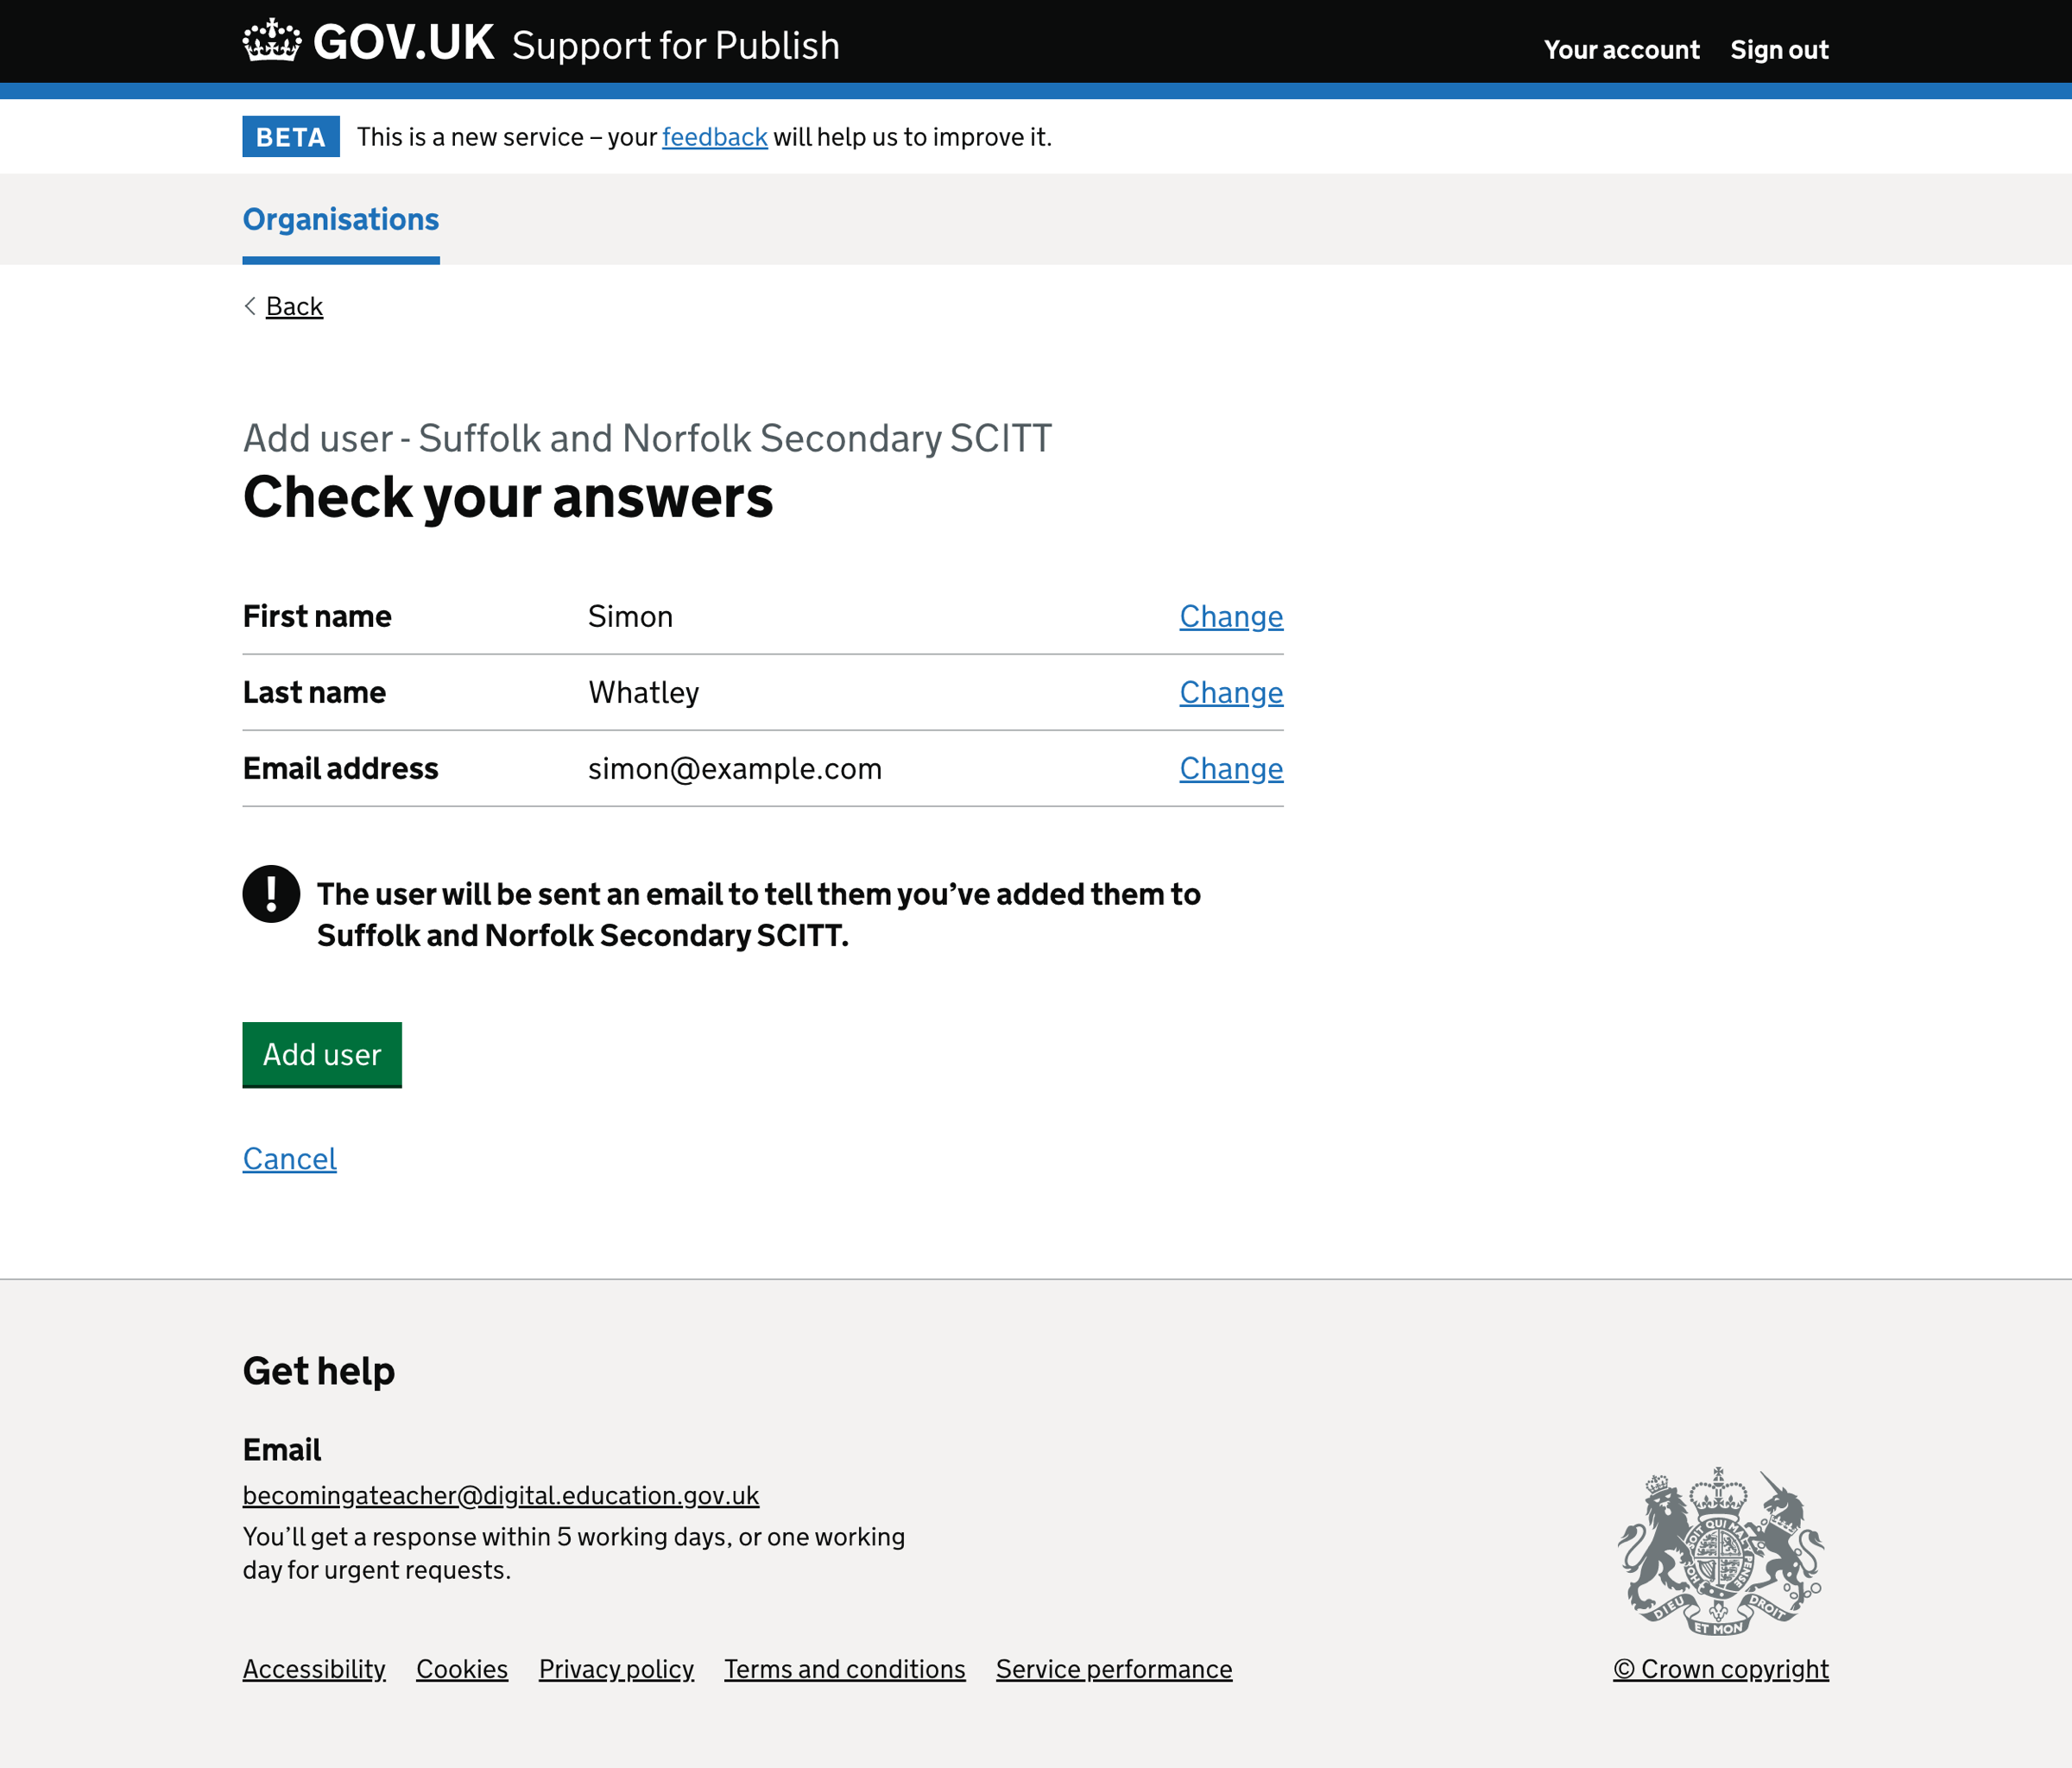 GOV.UK Support for Publish
Your account Sign out
BETA This is a new service – your feedback will help us to improve it.
Organisations
Back
Add user - Suffolk and Norfolk Secondary SCITT
Check your answers
First name Simon Change
Last name Whatley Change
Email address simon@example.com Change
! The user will be sent an email to tell them you’ve added them to
Suffolk and Norfolk Secondary SCITT.
Add user
Cancel
Get help
Email
becomingateacher@digital.education.gov.uk
You’ll get a response within 5 working days, or one working
day for urgent requests.
SOIT QUI MAL
PENSE
HO
DIEU ET MON DROIT
Accessibility Cookies Privacy policy Terms and conditions Service performance
© Crown copyright